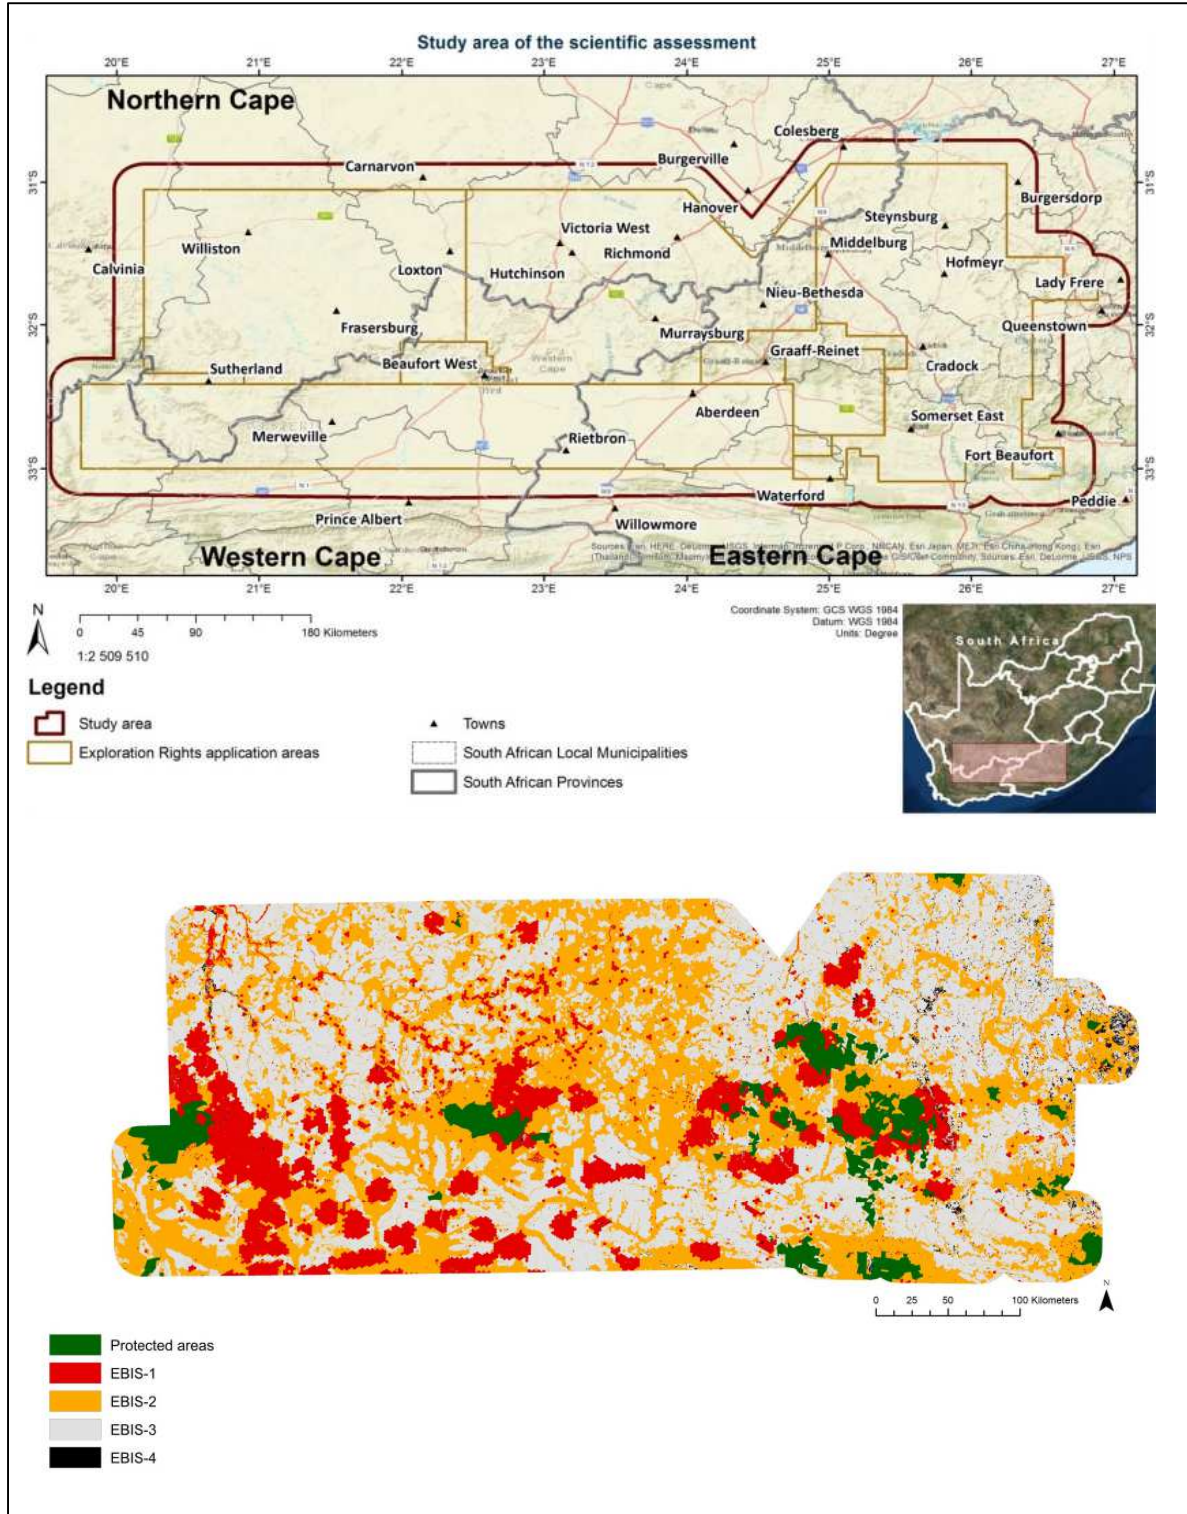 Study area of the scientific assessment
20°E 21°E 22°E 23°E 24°E 25°E 26°E 27°E
Northern Cape
Colesberg
Carnarvon
Burgerville
31°S
31°S
Burgersdorp
Hanover
Steynsburg
Victoria West
Williston
Richmond
Middelburg
Calvinia
Loxton
Hutchinson
Hofmeyr
Lady Frere
Nieu-Bethesda
32°S
32°S
Frasersburg
Murraysburg
Queenstown
Graaff-Reinet
Sutherland
Beaufort West
Cradock
Aberdeen
Somerset East
Merweville
Rietbron
Fort Beaufort
33°S
33°S
Waterford
Peddie
Prince Albert
Willowmore
Western Cape
Eastern Cape
20°E 21°E 22°E 23°E 24°E 25°E 26°E 27°E
N
0 45 90 180 Kilometers
1:2 509 510
Coordinate System: GCS WGS 1984
Datum: WGS 1984
Units: Degree
South Africa
Legend
Study area
Exploration Rights application areas
Towns
South African Local Municipalities
South African Provinces
N
0 25 50 100 Kilometers
Protected areas
EBIS-1
EBIS-2
EBIS-3
EBIS-4